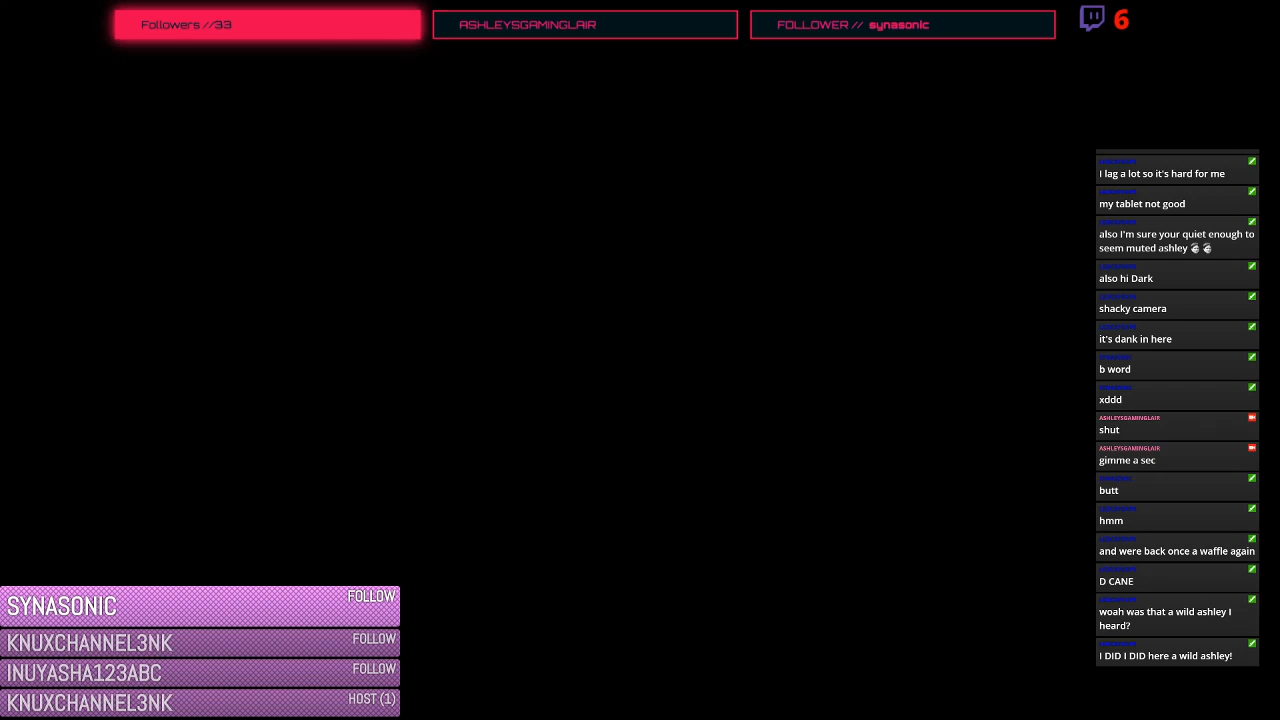 Followers //33
ASHLEYSGAMINGLAIR
FOLLOWER // synasonic
6
I lag a lot so it's hard for me
my tablet not good
also I'm sure your quiet enough to
seem muted ashley
also hi Dark
shacky camera
it's dank in here
b word
xddd
ASHLEYSGAMINGLAIR
shut
ASHLEYSGAMINGLAIR
gimme a sec
butt
hmm
and were back once a waffle again
D CANE
woah was that a wild ashley I
heard?
I DID I DID here a wild ashley!
SYNASONIC FOLLOW
KNUXCHANNEL3NK FOLLOW
INUYASHA123ABC FOLLOW
KNUXCHANNEL3NK HOST (1)